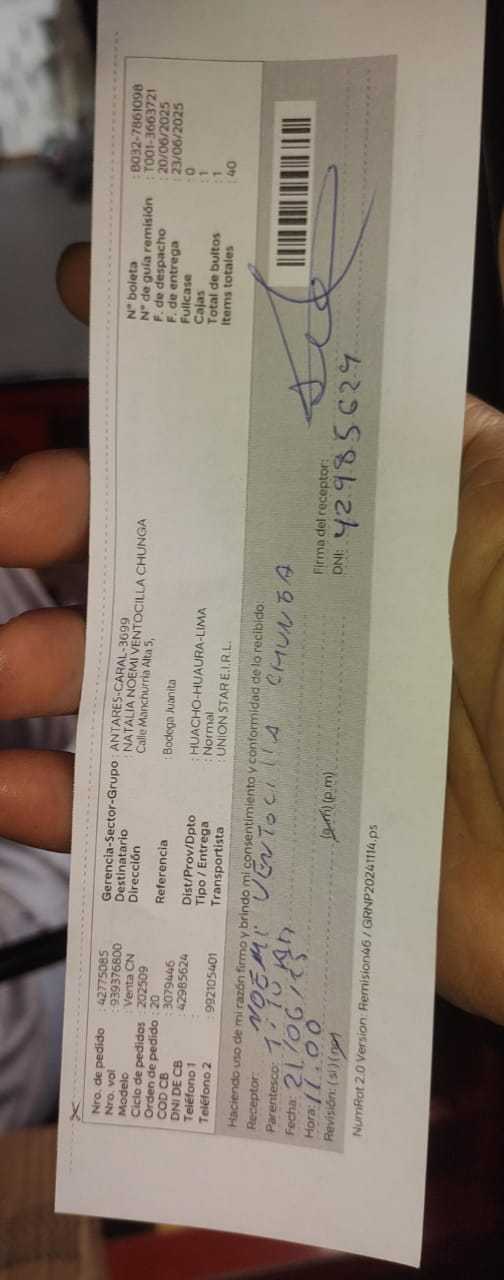 Nro. de pedido : 42775085
Nro. vol : 939376800
Modelo : Venta CN
Ciclo de pedidos : 202509
Orden de pedido : 20
COD CB : 3079446
DNI DE CB : 42985624
Teléfono 1
Teléfono 2 : 992105401
Gerencia-Sector-Grupo : ANTARES-CARAL-3699
Destinatario : NATALIA NOEMI VENTOCILLA CHUNGA
Dirección : Calle Manchurria Alta 5,
Referencia : Bodega Juanita
Dist/Prov/Dpto : HUACHO-HUAURA-LIMA
Tipo / Entrega : Normal
Transportista : UNION STAR E.I.R.L.
N° boleta : B032-7861098
N° de guía remisión : T001-3663721
F. de despacho : 20/06/2025
F. de entrega : 23/06/2025
Fullcase : 0
Cajas : 1
Total de bultos : 1
Items totales : 40
Haciendo uso de mi razón firmo y brindo mi consentimiento y conformidad de lo recibido:
Receptor: NOEMI VENTOCILLA CHUNGA
Parentesco:
Fecha: 21/06/25
Hora: 11:00 (a.m) (p.m)
Revisión: (si) (no)
Firma del receptor:
DNI: 42985624
NumRot 2.0 Version: Remision46 / GRNP20241114.ps